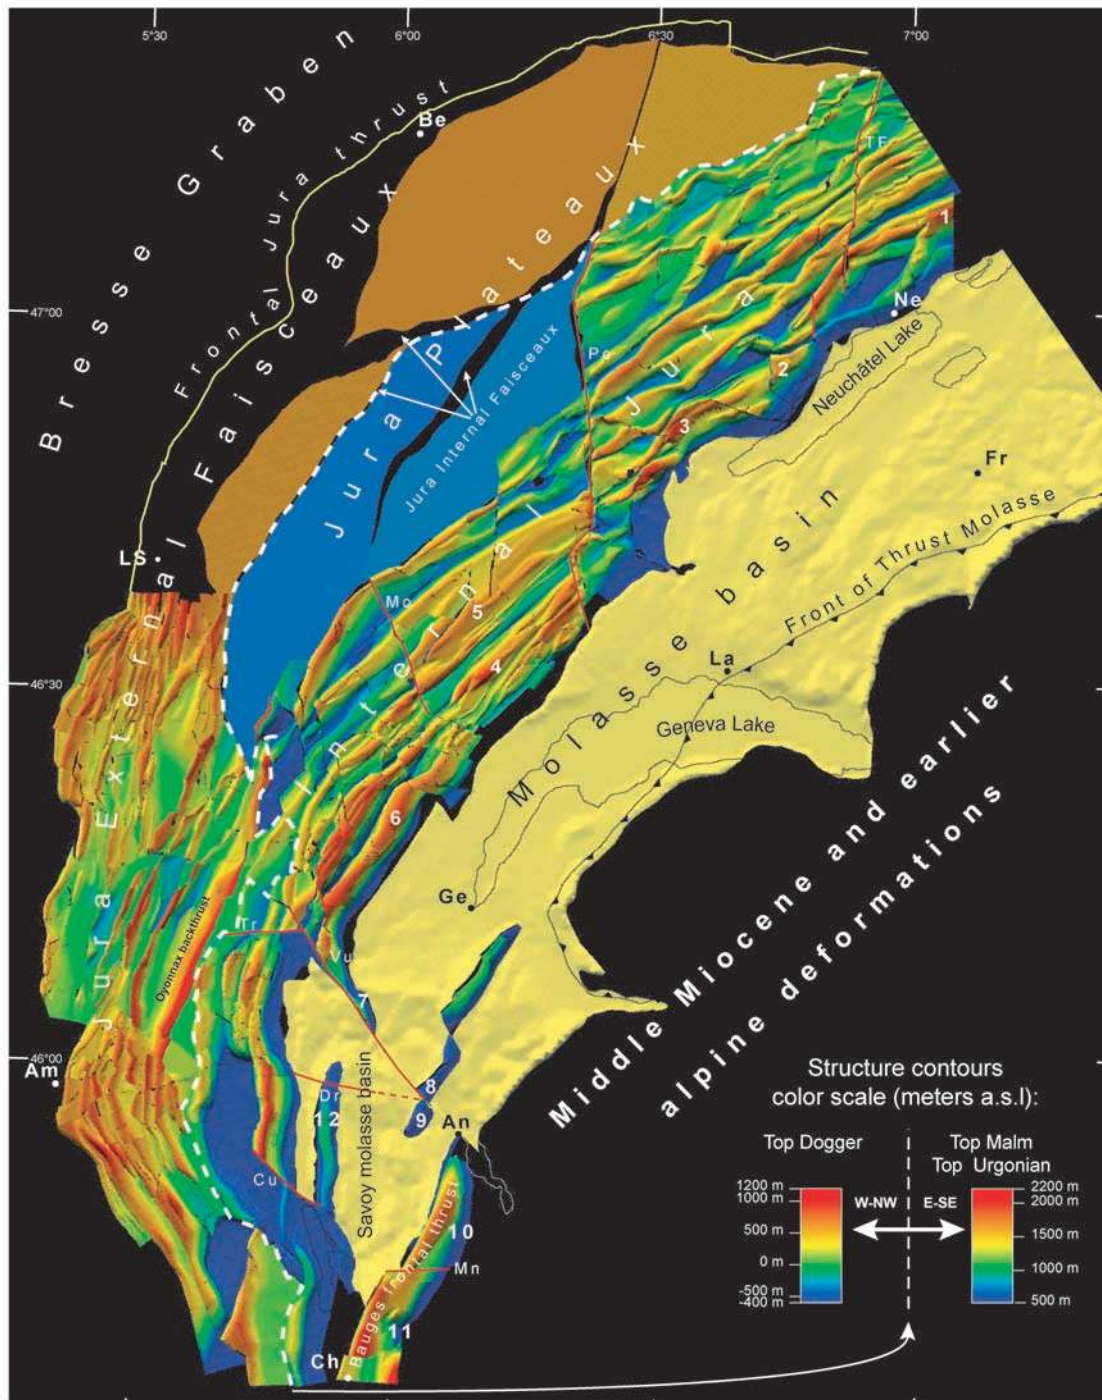 5°30
6°00
6°30
7°00
47°00
46°30
46°00
Bresse Graben
Frontal Jura thrust
External Faisceaux
Jura Plateaux
Jura Internal Faisceaux
Jura External
Internal Jura
Be
LS
Am
Ne
Fr
La
Ge
An
Ch
TF
Pc
Mo
Tr
Vu
Dr
Cu
Mn
1
2
3
4
5
6
7
8
9
10
11
12
Neuchâtel Lake
Geneva Lake
Molasse basin
Front of Thrust Molasse
Oyonnax backthrust
Savoy molasse basin
Bauges frontal thrust
Middle Miocene and earlier
alpine deformations
Structure contours
color scale (meters a.s.l):
Top Dogger
Top Malm
Top Urgonian
1200 m
1000 m
500 m
0 m
-500 m
-400 m
W-NW
E-SE
2200 m
2000 m
1500 m
1000 m
500 m